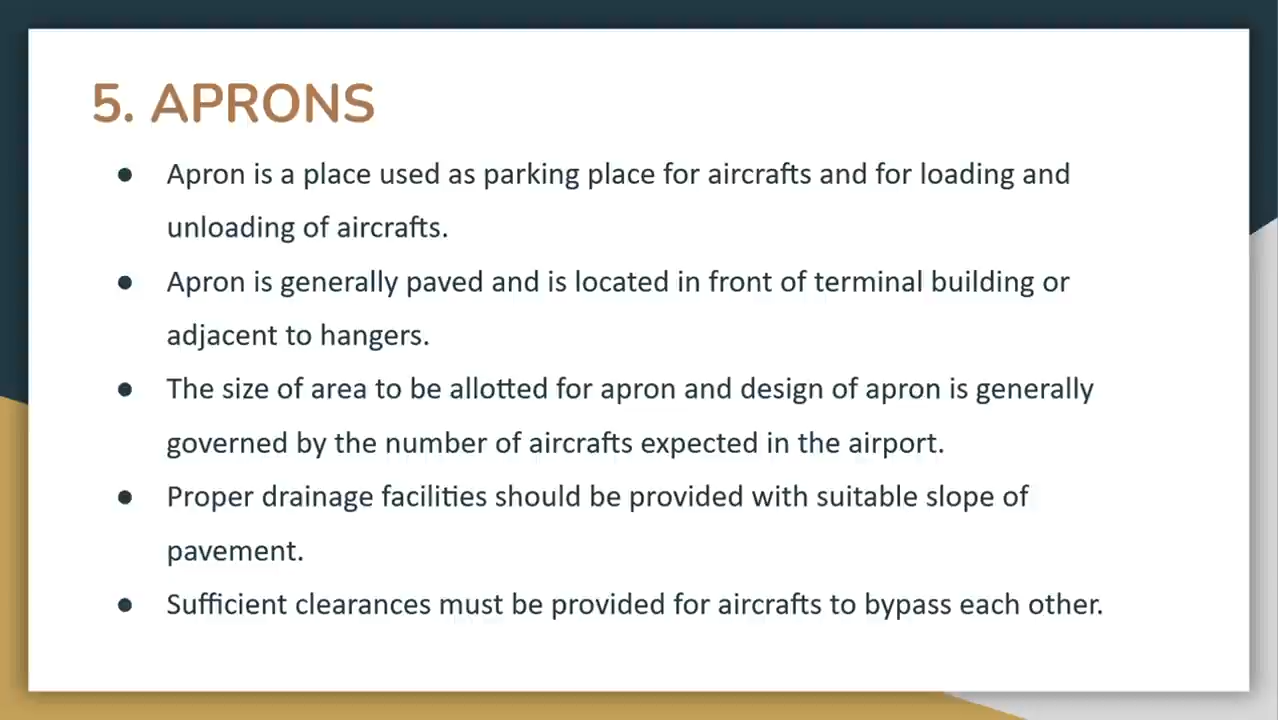 5. APRONS
● Apron is a place used as parking place for aircrafts and for loading and
unloading of aircrafts.
● Apron is generally paved and is located in front of terminal building or
adjacent to hangers.
● The size of area to be allotted for apron and design of apron is generally
governed by the number of aircrafts expected in the airport.
● Proper drainage facilities should be provided with suitable slope of
pavement.
● Sufficient clearances must be provided for aircrafts to bypass each other.